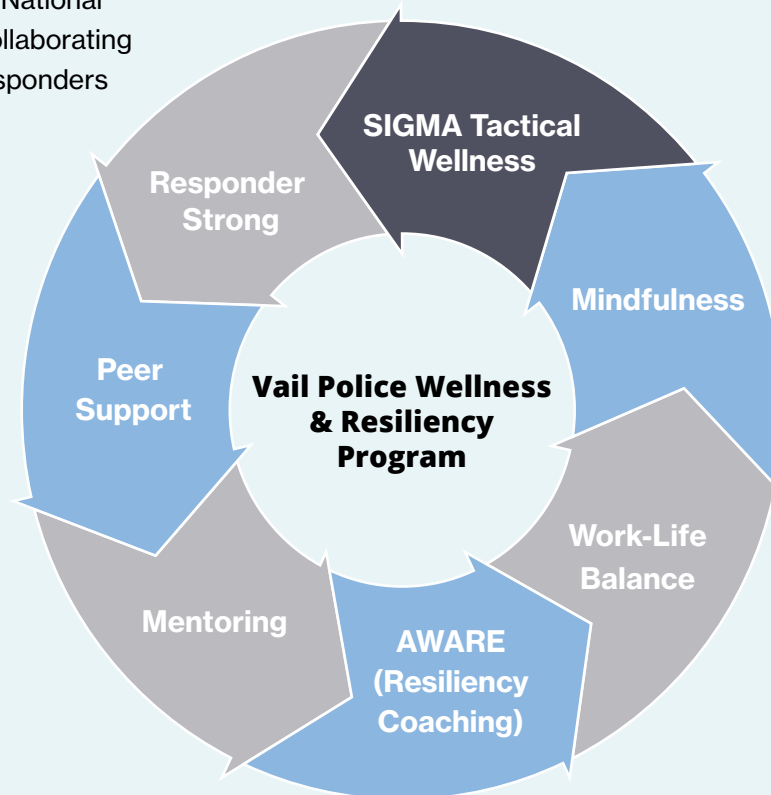 National
ollaborating
sponders
SIGMA Tactical
Wellness
Responder
Strong
Mindfulness
Peer
Support
Vail Police Wellness
& Resiliency
Program
Work-Life
Balance
Mentoring
AWARE
(Resiliency
Coaching)